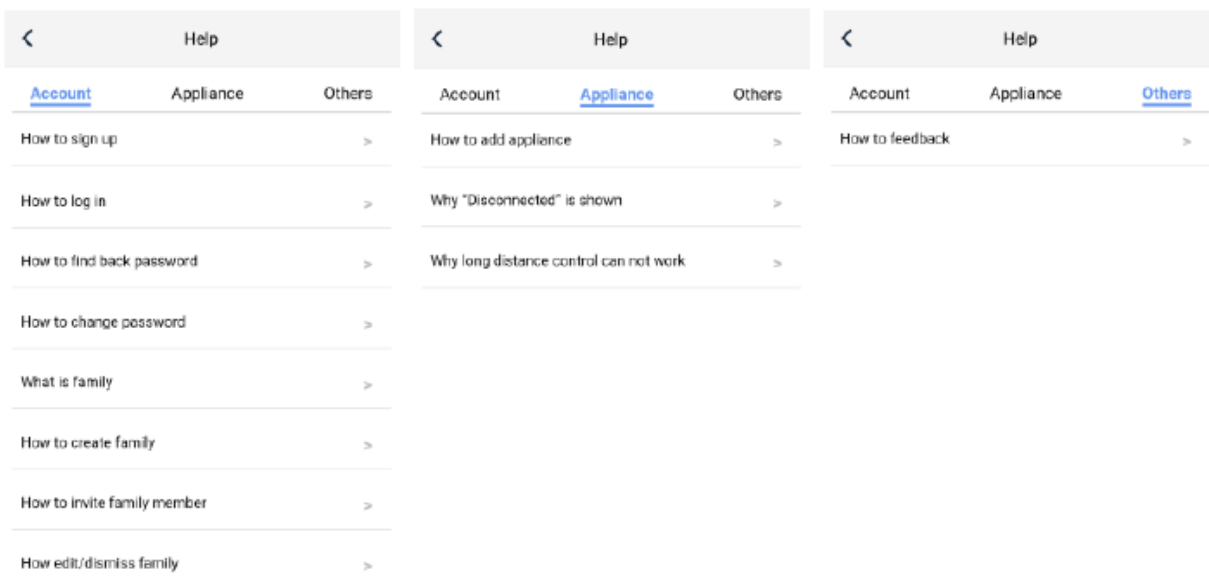 Help
Account Appliance Others
How to sign up >
How to log in >
How to find back password >
How to change password >
What is family >
How to create family >
How to invite family member >
How edit/dismiss family >
Help
Account Appliance Others
How to add appliance >
Why "Disconnected" is shown >
Why long distance control can not work >
Help
Account Appliance Others
How to feedback >